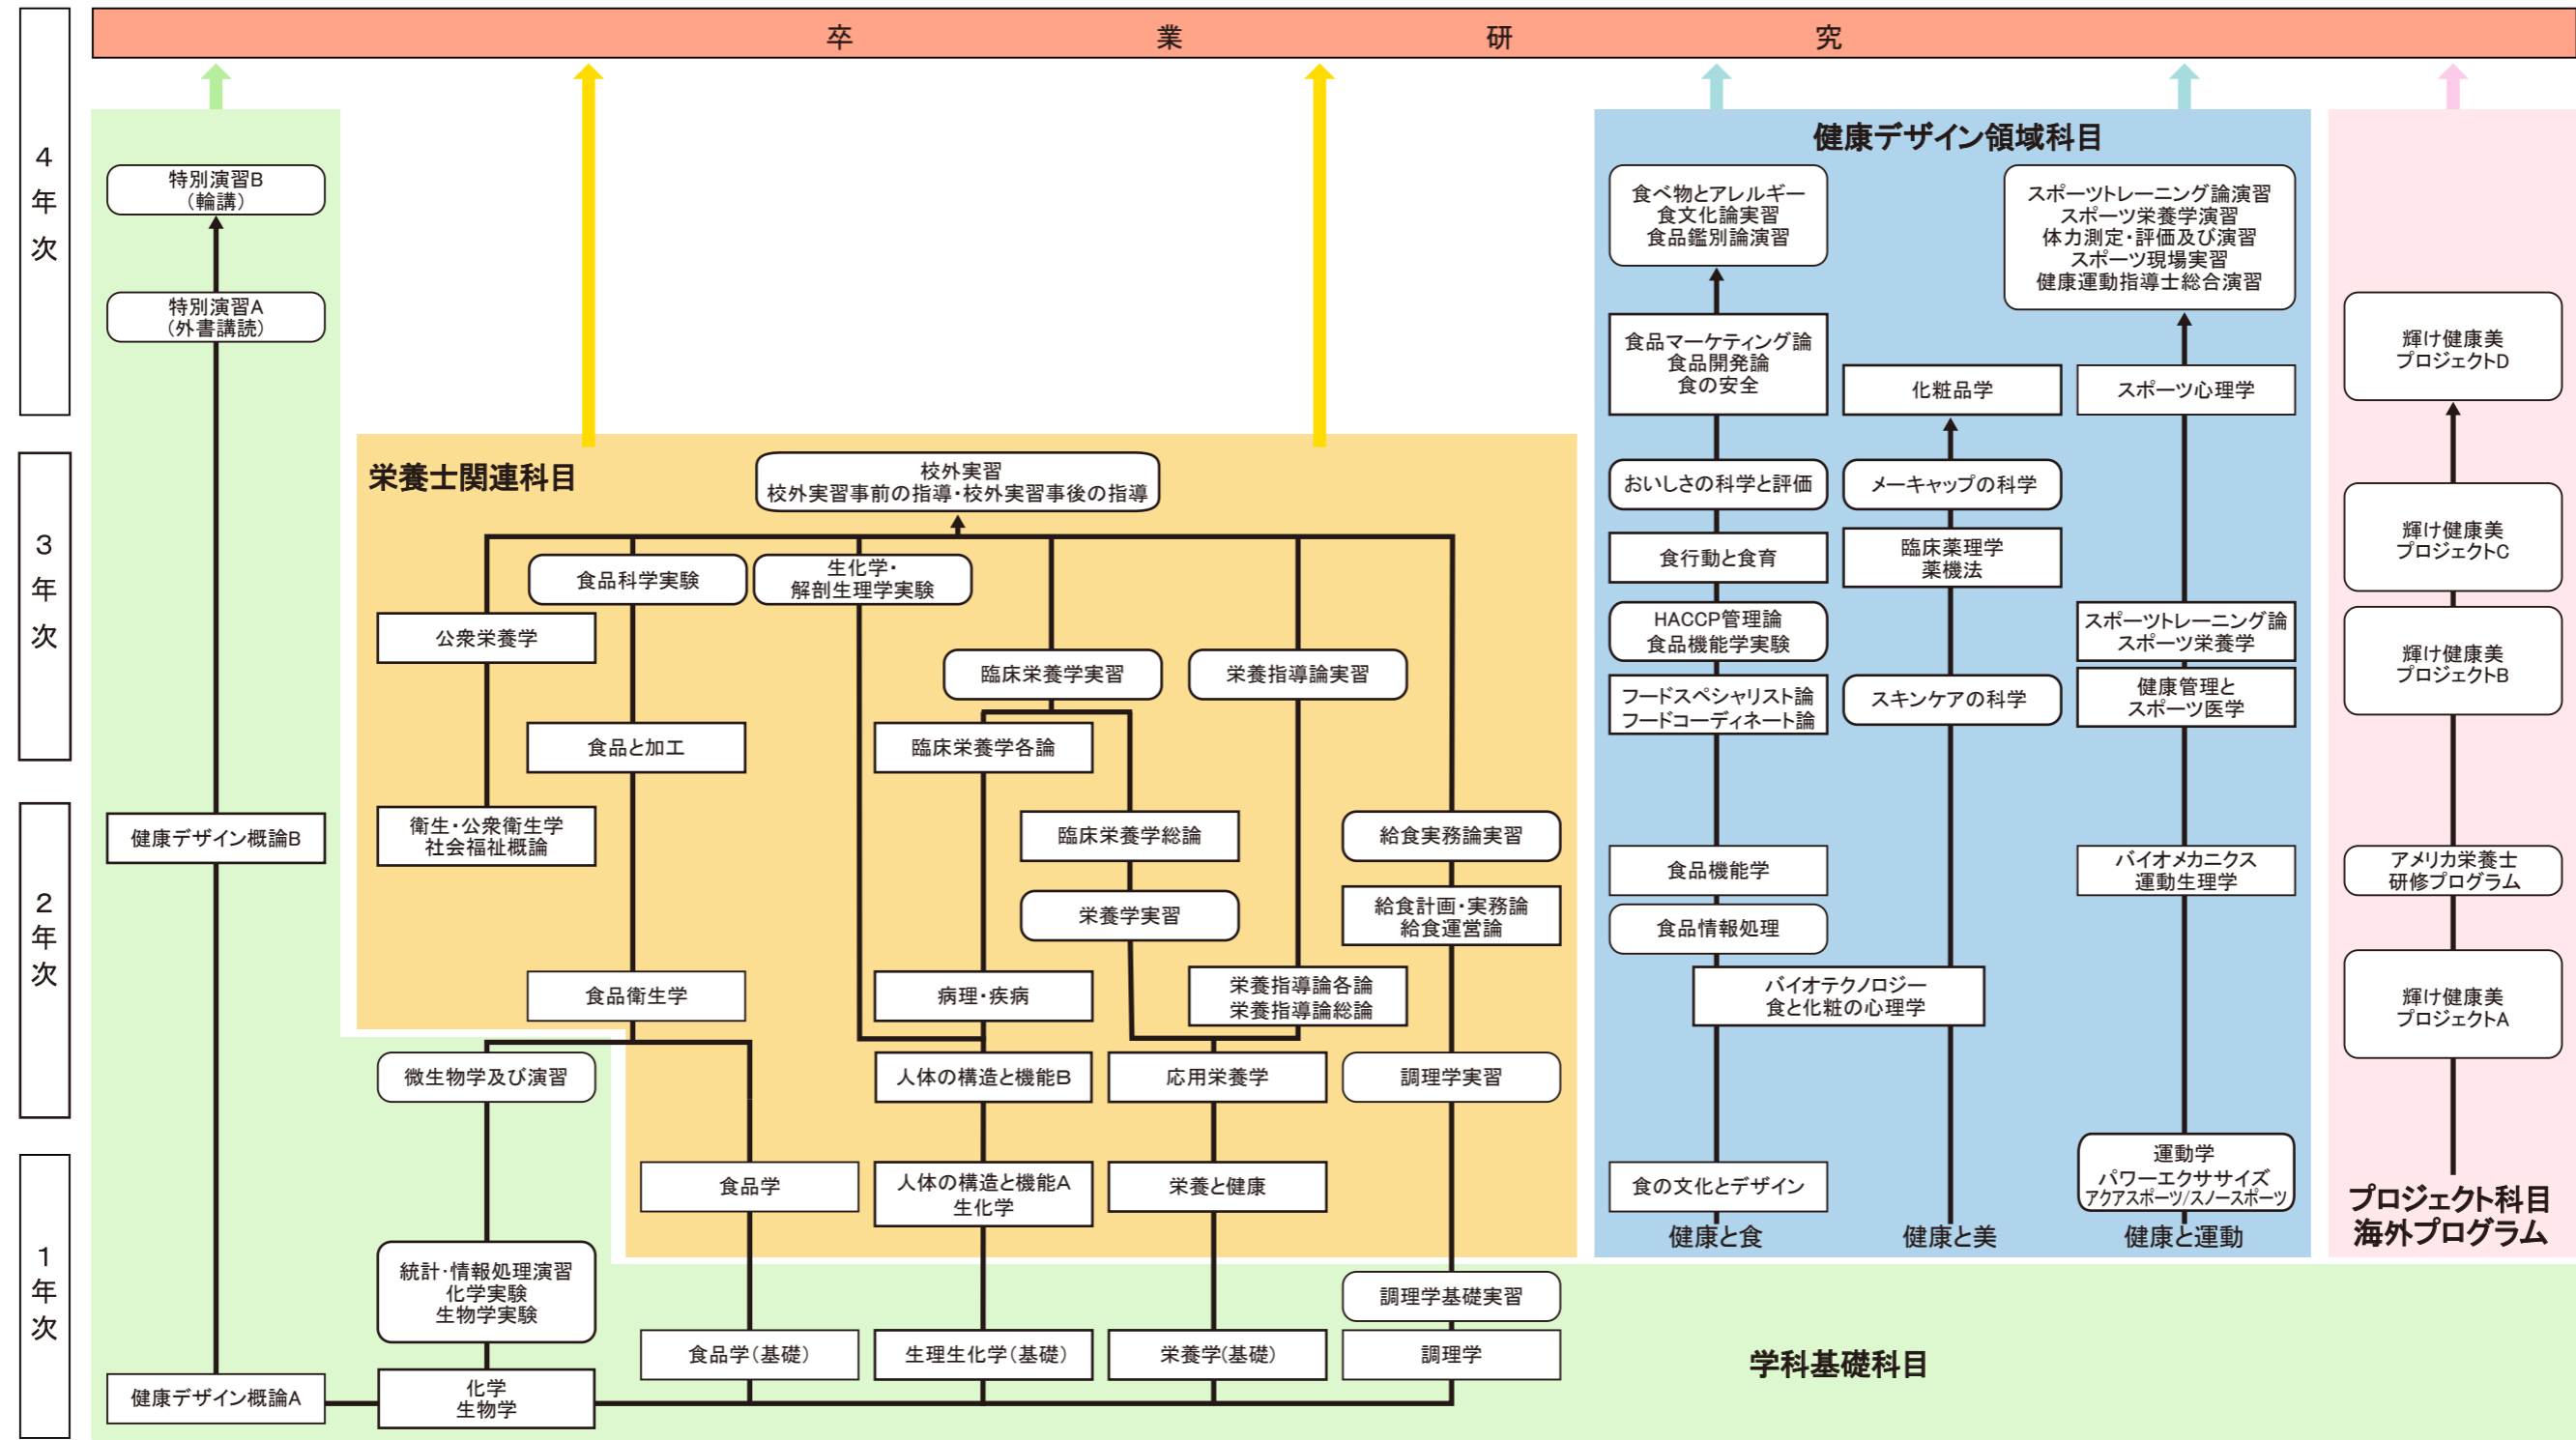 卒業研究
4年次
3年次
2年次
1年次
特別演習B
(輪講)
特別演習A
(外書講読)
健康デザイン概論B
健康デザイン概論A
栄養士関連科目
校外実習
校外実習事前の指導・校外実習事後の指導
食品科学実験
生化学・
解剖生理学実験
公衆栄養学
臨床栄養学実習
栄養指導論実習
食品と加工
臨床栄養学各論
衛生・公衆衛生学
社会福祉概論
臨床栄養学総論
給食実務論実習
栄養学実習
給食計画・実務論
給食運営論
食品衛生学
病理・疾病
栄養指導論各論
栄養指導論総論
微生物学及び演習
人体の構造と機能B
応用栄養学
調理学実習
食品学
人体の構造と機能A
生化学
栄養と健康
統計・情報処理演習
化学実験
生物学実験
調理学基礎実習
化学
生物学
食品学(基礎)
生理生化学(基礎)
栄養学(基礎)
調理学
学科基礎科目
健康デザイン領域科目
食べ物とアレルギー
食文化論実習
食品鑑別論演習
食品マーケティング論
食品開発論
食の安全
おいしさの科学と評価
食行動と食育
HACCP管理論
食品機能学実験
フードスペシャリスト論
フードコーディネート論
食品機能学
食品情報処理
バイオテクノロジー
食と化粧の心理学
食の文化とデザイン
健康と食
化粧品学
メーキャップの科学
臨床薬理学
薬機法
スキンケアの科学
健康と美
スポーツトレーニング論演習
スポーツ栄養学演習
体力測定・評価及び演習
スポーツ現場実習
健康運動指導士総合演習
スポーツ心理学
スポーツトレーニング論
スポーツ栄養学
健康管理と
スポーツ医学
バイオメカニクス
運動生理学
運動学
パワーエクササイズ
アクアスポーツ/スノースポーツ
健康と運動
輝け健康美
プロジェクトD
輝け健康美
プロジェクトC
輝け健康美
プロジェクトB
アメリカ栄養士
研修プログラム
輝け健康美
プロジェクトA
プロジェクト科目
海外プログラム